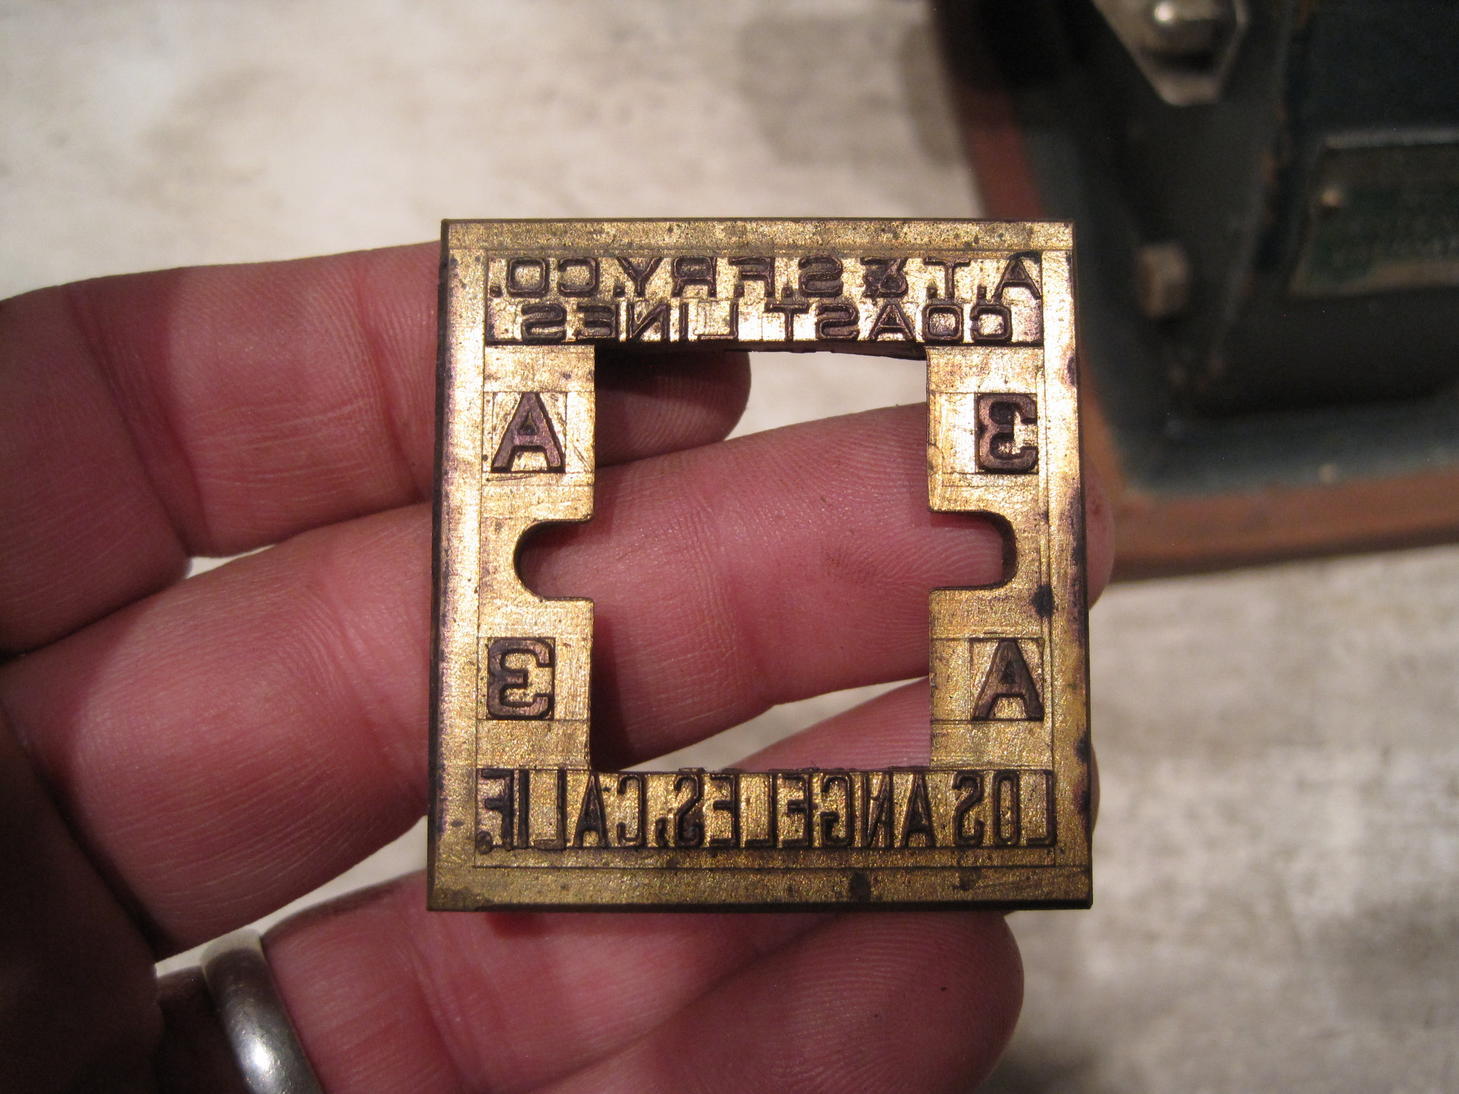 A.T. & S.F. RY. CO.
COAST LINES
3 A
A 3
LOS ANGELES, CALIF.